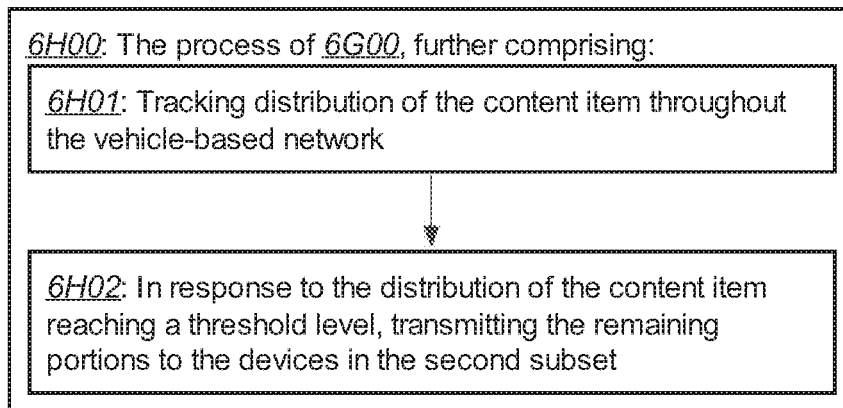 6H00: The process of 6G00, further comprising:
6H01: Tracking distribution of the content item throughout
the vehicle-based network
6H02: In response to the distribution of the content item
reaching a threshold level, transmitting the remaining
portions to the devices in the second subset